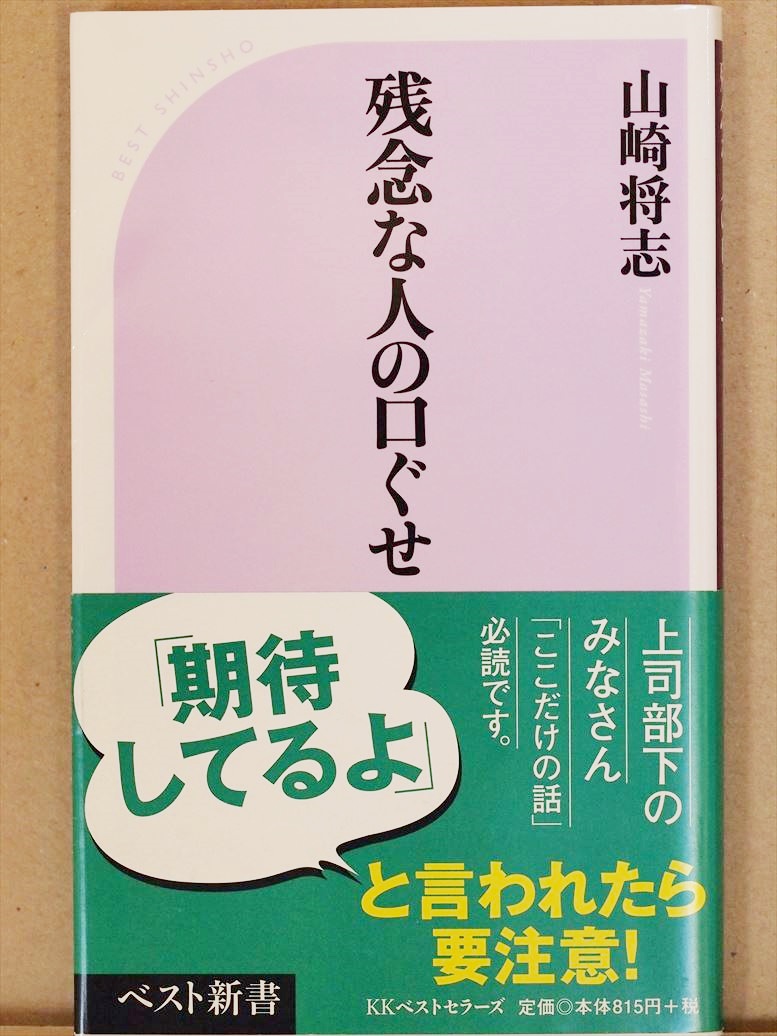 BEST SHINSHO
山崎将志
Yamazaki Masashi
残念な人の口ぐせ
上司部下の
みなさん
「ここだけの話」
必読です。
「期待
してるよ」
と言われたら
要注意!
ベスト新書
KKベストセラーズ 定価◎本体815円+税